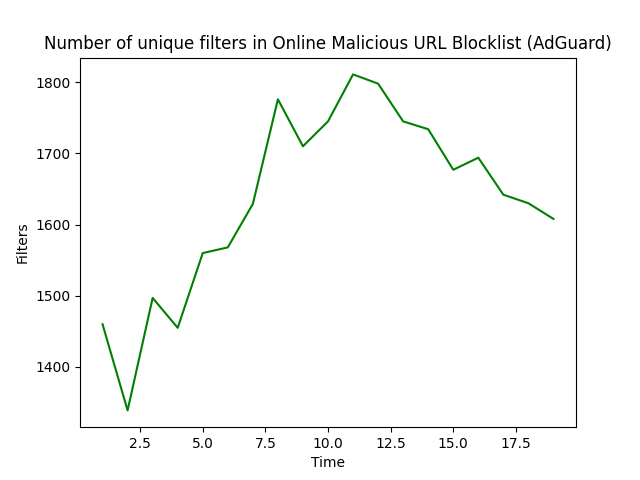 Number of unique filters in Online Malicious URL Blocklist (AdGuard)
1800
1700
1600
1500
1400
Filters
2.5 5.0 7.5 10.0 12.5 15.0 17.5
Time